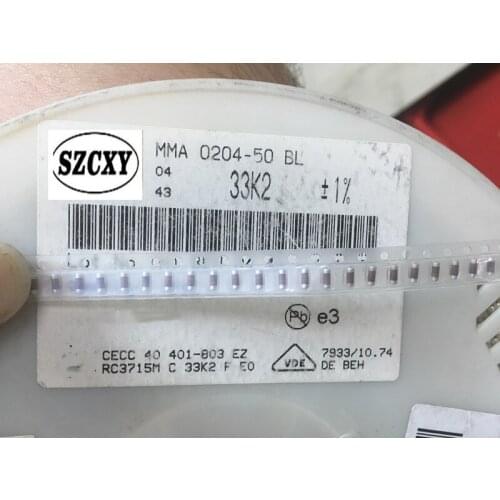 SZCXY
MMA 0204-50 BL
04
43
33K2 ±1%
Pb e3
CECC 40 401-803 EZ
RC3715M C 33K2 F E0
VDE
7933/10.74
DE BEH